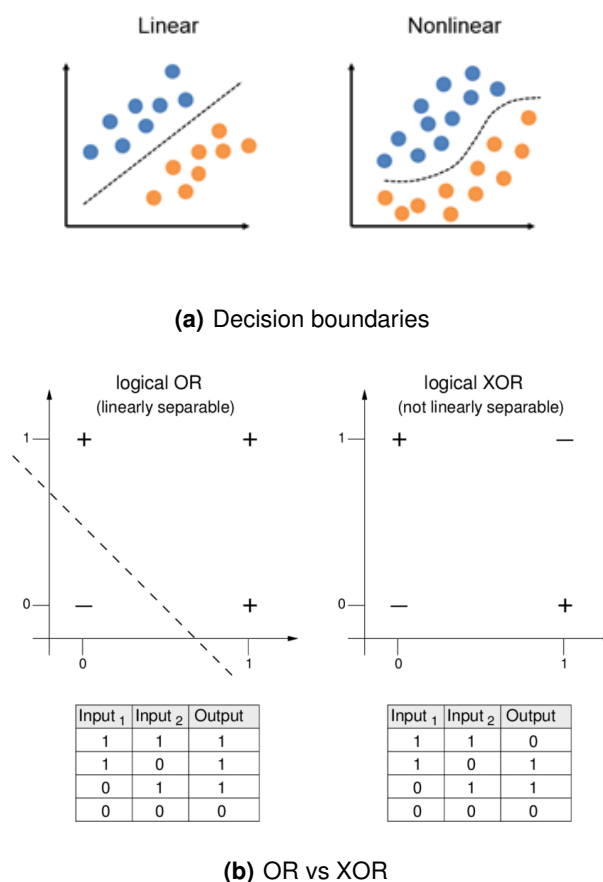 Linear
Nonlinear
(a) Decision boundaries
logical OR
(linearly separable)
1
+ +
0
— +
0 1
logical XOR
(not linearly separable)
1
+ —
0
— +
0 1
Input 1 Input 2 Output
1 1 1
1 0 1
0 1 1
0 0 0
Input 1 Input 2 Output
1 1 0
1 0 1
0 1 1
0 0 0
(b) OR vs XOR